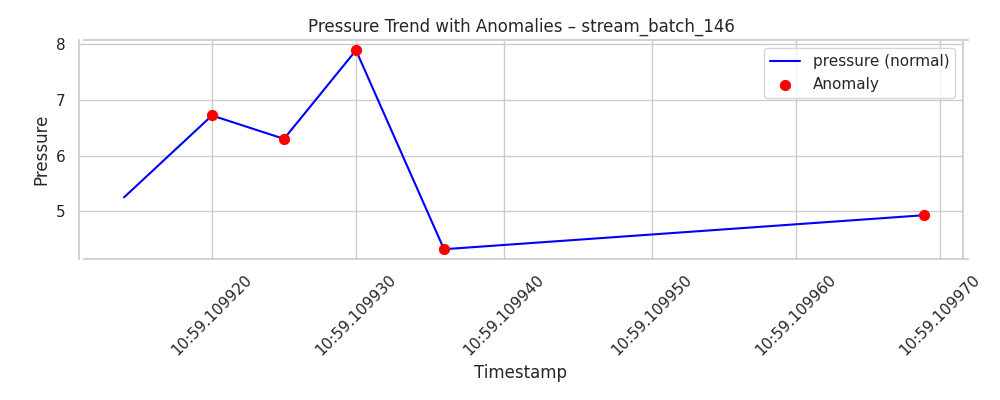 Pressure Trend with Anomalies – stream_batch_146
8
7
6
5
Pressure
pressure (normal)
Anomaly
10:59.109920
10:59.109930
10:59.109940
10:59.109950
10:59.109960
10:59.109970
Timestamp